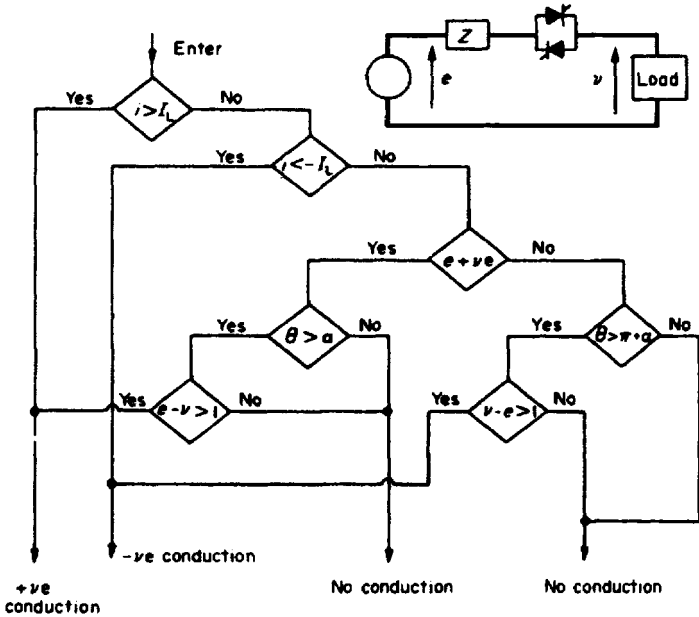 Enter
Z
e
ν
Load
Yes
i > I_L
No
Yes
i < - I_L
No
Yes
e + ve
No
Yes
θ > α
No
Yes
θ > π + α
No
Yes
e - ν > 1
No
Yes
ν - e > 1
No
+ve
conduction
-ve conduction
No conduction
No conduction